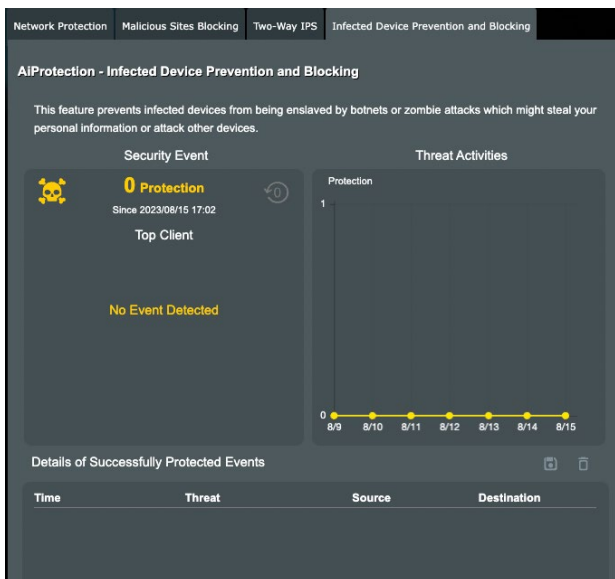 Network Protection
Malicious Sites Blocking
Two-Way IPS
Infected Device Prevention and Blocking
AiProtection - Infected Device Prevention and Blocking
This feature prevents infected devices from being enslaved by botnets or zombie attacks which might steal your
personal information or attack other devices.
Security Event
0 Protection
0
Since 2023/08/15 17:02
Top Client
No Event Detected
Threat Activities
Protection
1
0
8/9 8/10 8/11 8/12 8/13 8/14 8/15
Details of Successfully Protected Events
Time Threat Source Destination